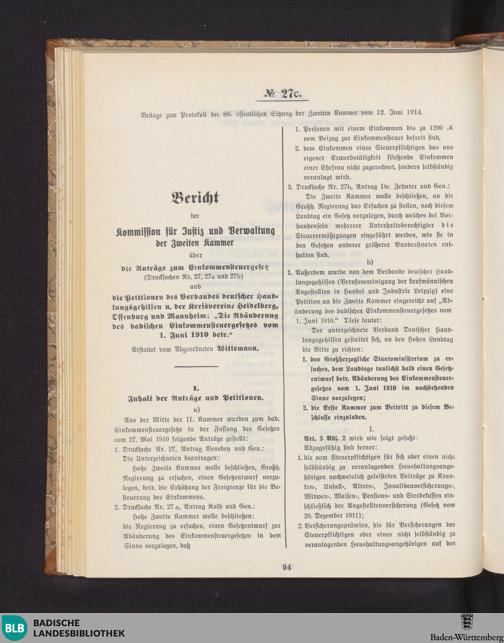 № 27c.
Beilage zum Protokoll der 88. öffentlichen Sitzung der Zweiten Kammer vom 12. Juni 1914.
Bericht
der
Kommission für Justiz und Verwaltung
der Zweiten Kammer
über
die Anträge zum Einkommensteuergesetz
(Drucksachen Nr. 27, 27a und 27b)
und
die Petitionen des Verbandes deutscher Hand-
lungsgehilfen u. der Kreisvereine Heidelberg,
Offenburg und Mannheim: „Die Abänderung
des badischen Einkommensteuergesetzes vom
1. Juni 1910 betr.“
Erstattet vom Abgeordneten Wittemann.
I.
Inhalt der Anträge und Petitionen.
a)
Aus der Mitte der II. Kammer wurden zum bad.
Einkommensteuergesetz in der Fassung des Gesetzes
vom 27. Mai 1910 folgende Anträge gestellt:
1. Drucksache Nr. 27, Antrag Venedey und Gen.:
Die Unterzeichneten beantragen:
Hohe Zweite Kammer wolle beschließen, Großh.
Regierung zu ersuchen, einen Gesetzentwurf vorzu-
legen, betr. die Erhöhung der Freigrenze für die Be-
steuerung des Einkommens.
2. Drucksache Nr. 27a, Antrag Kolb und Gen.:
Hohe Zweite Kammer wolle beschließen:
die Regierung zu ersuchen, einen Gesetzentwurf zur
Abänderung des Einkommensteuergesetzes in dem
Sinne vorzulegen, daß
1. Personen mit einem Einkommen bis zu 1200 ℳ
vom Beizug zur Einkommensteuer befreit sind,
2. dem Einkommen eines Steuerpflichtigen das aus
eigener Erwerbstätigkeit fließende Einkommen
einer Ehefrau nicht zugerechnet, sondern selbständig
veranlagt wird.
3. Drucksache Nr. 27b, Antrag Dr. Zehnter und Gen.:
Die Zweite Kammer wolle beschließen, an die
Großh. Regierung das Ersuchen zu stellen, noch diesem
Landtag ein Gesetz vorzulegen, durch welches bei Vor-
handensein mehrerer Unterhaltsberechtigter die
Steuerermäßigungen eingeführt werden, wie sie in
den Gesetzen anderer größerer Bundesstaaten ent-
halten sind.
b)
1. Außerdem wurde von dem Verbande deutscher Hand-
lungsgehilfen (Berufsvereinigung der kaufmännischen
Angestellten in Handel und Industrie Leipzig) eine
Petition an die Zweite Kammer eingereicht auf „Ab-
änderung des badischen Einkommensteuergesetzes vom
1. Juni 1910.“ Diese lautet:
Der unterzeichnete Verband Deutscher Hand-
lungsgehilfen gestattet sich, an den Hohen Landtag
die Bitte zu richten:
1. das Großherzogliche Staatsministerium zu er-
suchen, dem Landtage tunlichst bald einen Gesetz-
entwurf betr. Abänderung des Einkommensteuer-
gesetzes vom 1. Juni 1910 im nachstehenden
Sinne vorzulegen;
2. die Erste Kammer zum Beitritt zu diesem Be-
schlusse einzuladen.
I.
Art. 3 Abs. 2 wird wie folgt gefaßt:
Abzugsfähig sind ferner:
1. die vom Steuerpflichtigen für sich oder einen nicht
selbständig zu veranlagenden Haushaltungsange-
hörigen nachweislich geleisteten Beiträge zu Kran-
ken-, Unfall-, Alters-, Invalidenversicherungs-,
Witwen-, Waisen-, Pensions- und Sterbekassen ein-
schließlich der Angestelltenversicherung (Gesetz vom
20. Dezember 1911);
2. Versicherungsprämien, die für Versicherungen des
Steuerpflichtigen oder eines nicht selbständig zu
veranlagenden Haushaltungsangehörigen auf den
94
BLB BADISCHE
LANDESBIBLIOTHEK
Baden-Württemberg